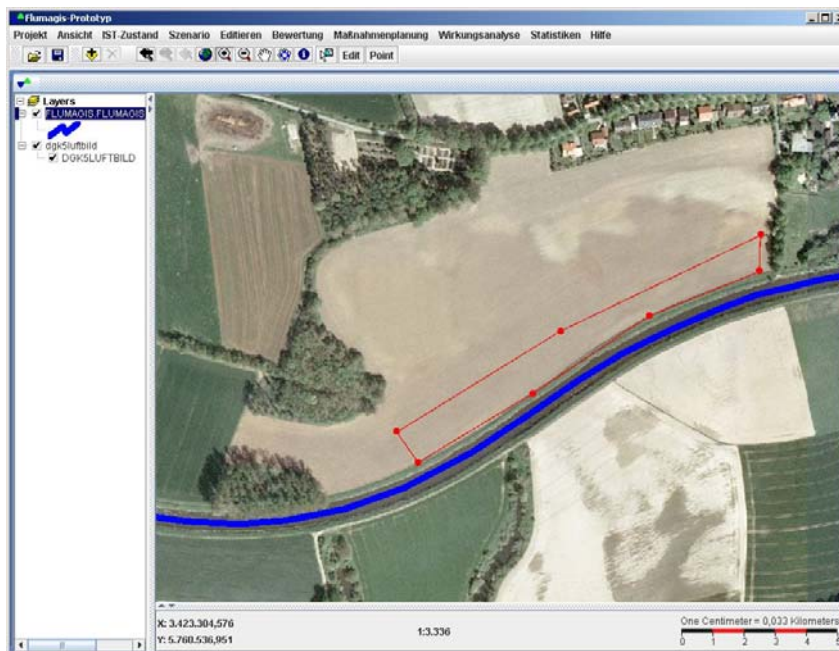 Flumagis-Prototyp
Projekt Ansicht IST-Zustand Szenario Editieren Bewertung Maßnahmenplanung Wirkungsanalyse Statistiken Hilfe
Edit Point
Layers
FLUMAGIS.FLUMAGIS
dgk5luftbild
DGK5LUFTBILD
X: 3.423.304,576
Y: 5.760.536,951
1:3.336
One Centimeter = 0,033 Kilometers
0 1 2 3 4 5